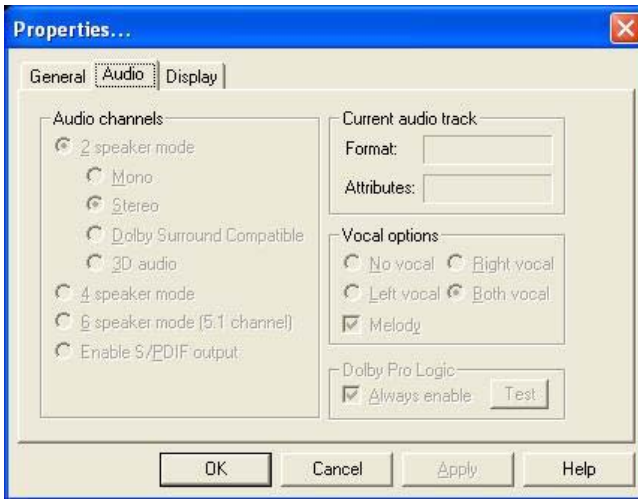 Properties...
General Audio Display
Audio channels
2 speaker mode
Mono
Stereo
Dolby Surround Compatible
3D audio
4 speaker mode
6 speaker mode (5.1 channel)
Enable S/PDIF output
Current audio track
Format:
Attributes:
Vocal options
No vocal Right vocal
Left vocal Both vocal
Melody
Dolby Pro Logic
Always enable Test
OK Cancel Apply Help